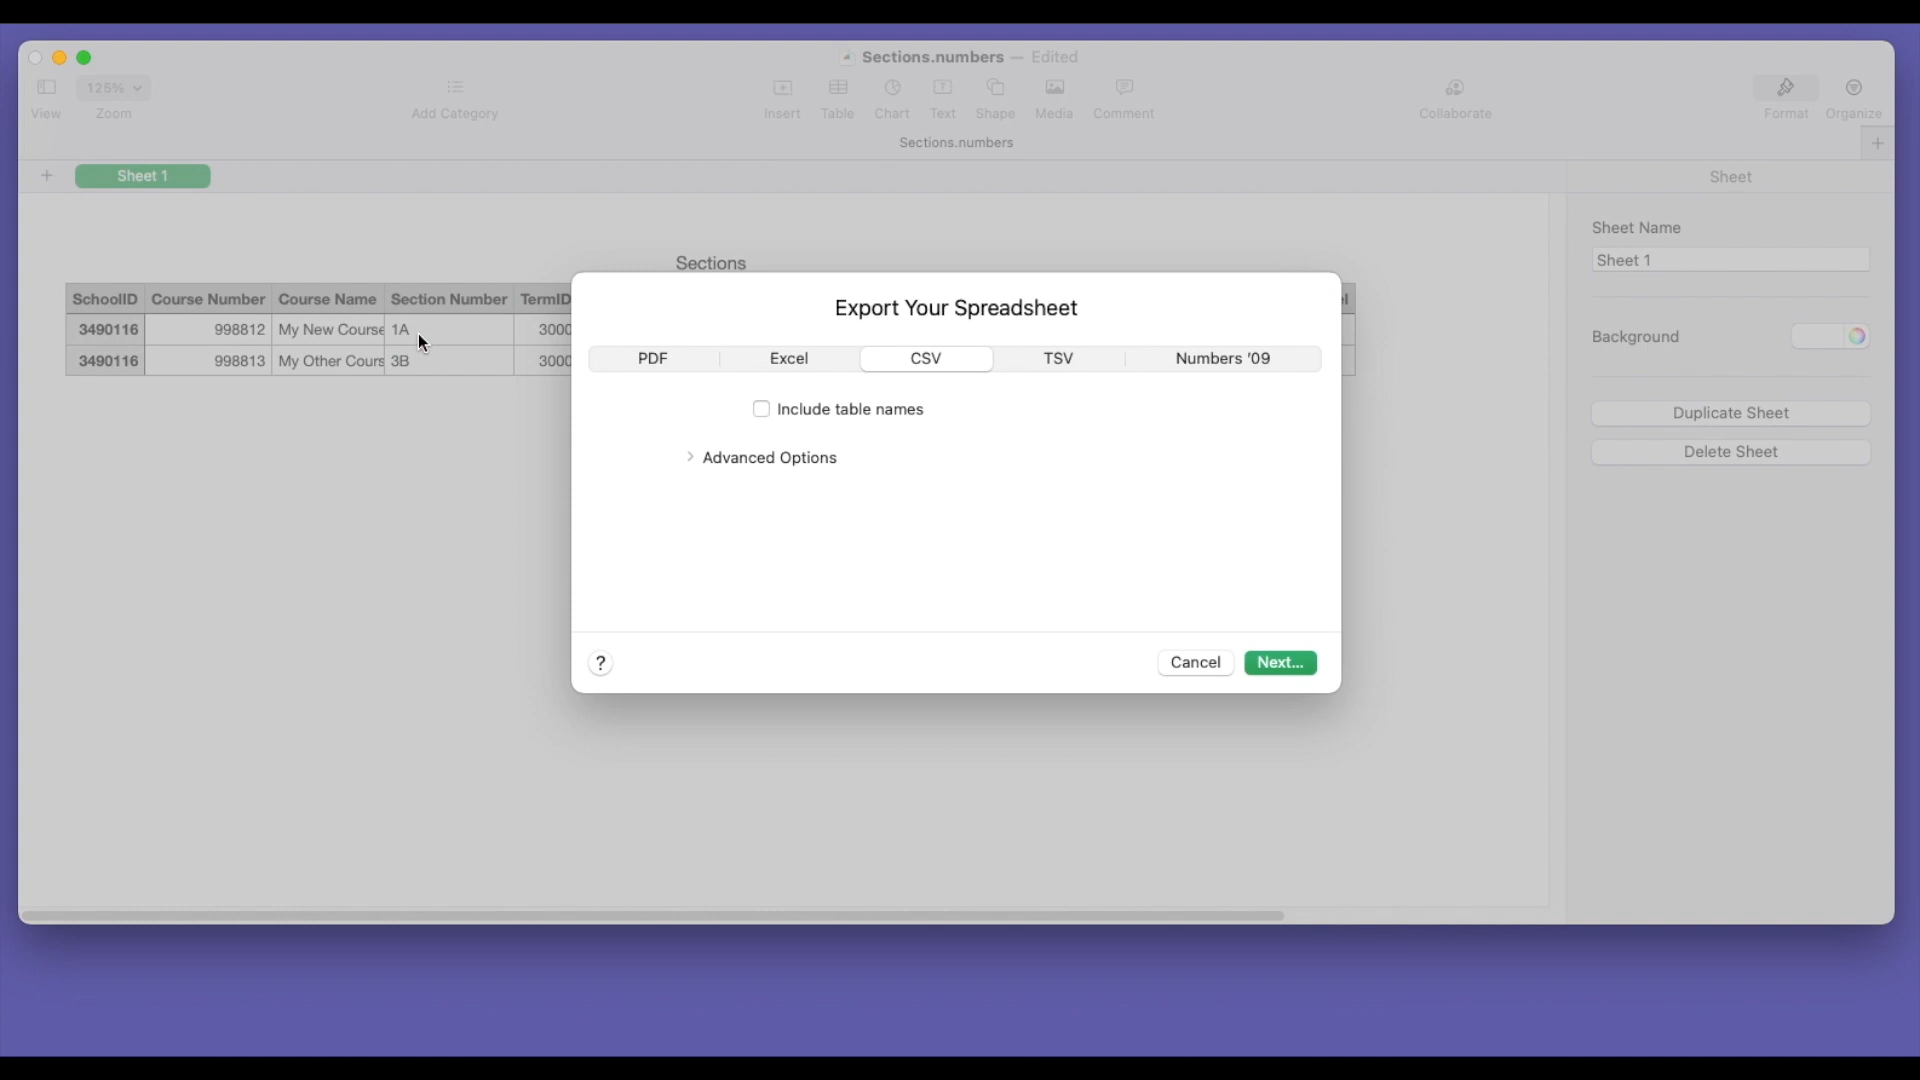 Sections.numbers — Edited
125%
View Zoom Add Category Insert Table Chart Text Shape Media Comment Collaborate Format Organize
Sections.numbers
+
+ Sheet 1 Sheet
Sheet Name
Sheet 1
Background
Duplicate Sheet
Delete Sheet
Sections
SchoolID Course Number Course Name Section Number TermID
3490116 998812 My New Course 1A 3000
3490116 998813 My Other Cours 3B 3000
Export Your Spreadsheet
PDF Excel CSV TSV Numbers '09
Include table names
> Advanced Options
? Cancel Next...